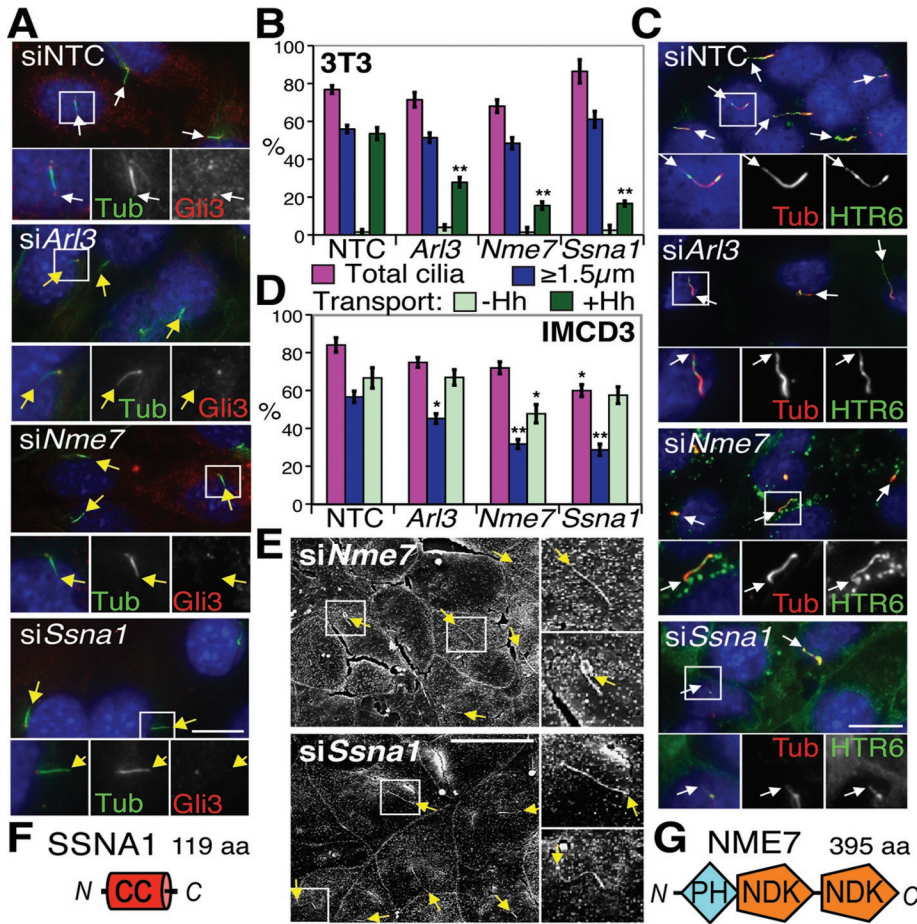 A
siNTC
Tub
Gli3
siArl3
Tub
Gli3
siNme7
Tub
Gli3
siSsna1
Tub
Gli3
B
3T3
100
80
60
40
20
0
%
**
**
**
NTC
Arl3
Nme7
Ssna1
Total cilia
≥1.5µm
Transport:
-Hh
+Hh
D
IMCD3
100
80
60
40
20
0
%
*
**
*
*
**
NTC
Arl3
Nme7
Ssna1
C
siNTC
Tub
HTR6
siArl3
Tub
HTR6
siNme7
Tub
HTR6
siSsna1
Tub
HTR6
E
siNme7
siSsna1
F
SSNA1 119 aa
N
CC
C
G
NME7 395 aa
N
PH
NDK
NDK
C